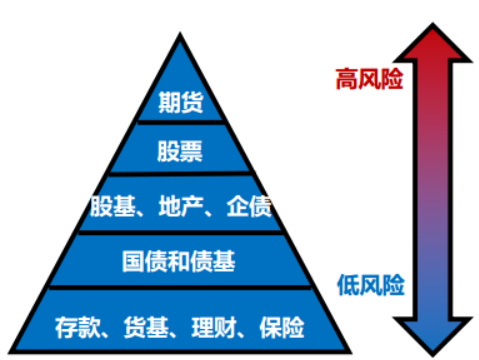 期货
高风险
股票
股基、地产、企债
国债和债基
低风险
存款、货基、理财、保险